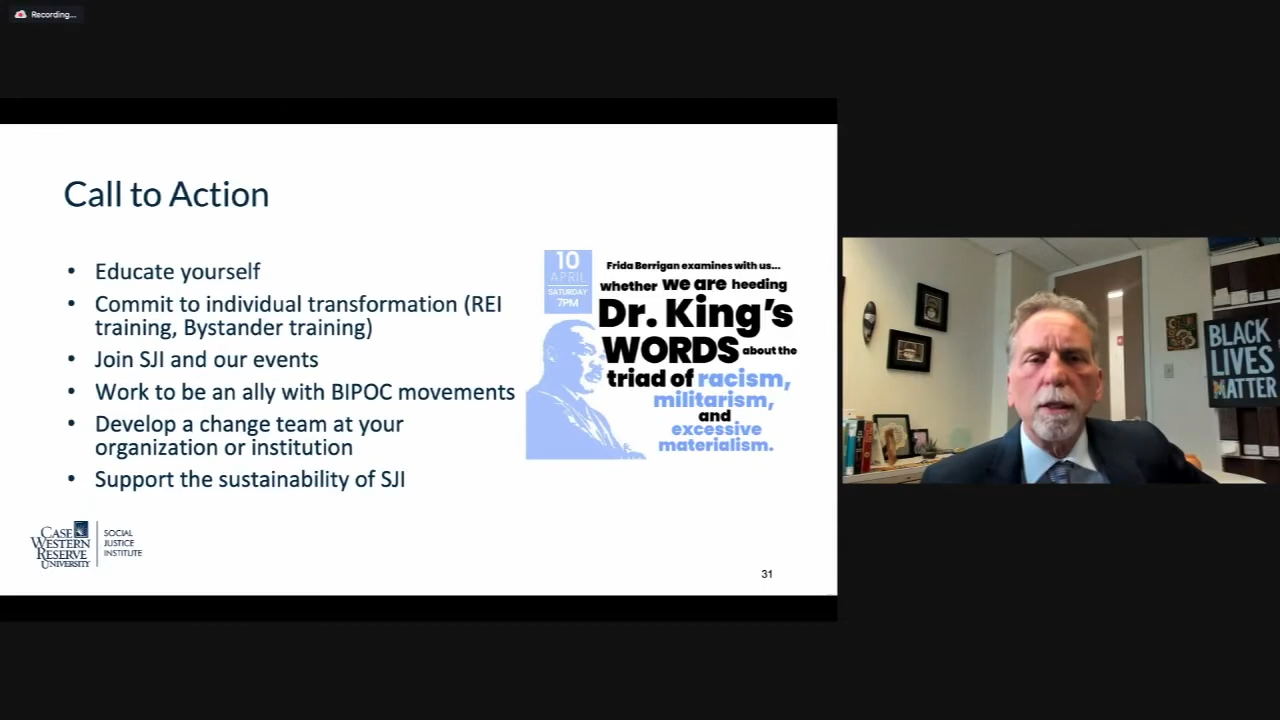 Recording...
Call to Action
• Educate yourself
• Commit to individual transformation (REI
training, Bystander training)
• Join SJI and our events
• Work to be an ally with BIPOC movements
• Develop a change team at your
organization or institution
• Support the sustainability of SJI
10
APRIL
SATURDAY
7PM
Frida Berrigan examines with us...
whether we are heeding
Dr. King's
WORDS about the
triad of racism,
militarism,
and
excessive
materialism.
CASE
WESTERN
RESERVE
UNIVERSITY
SOCIAL
JUSTICE
INSTITUTE
31
BLACK
LIVES
MATTER